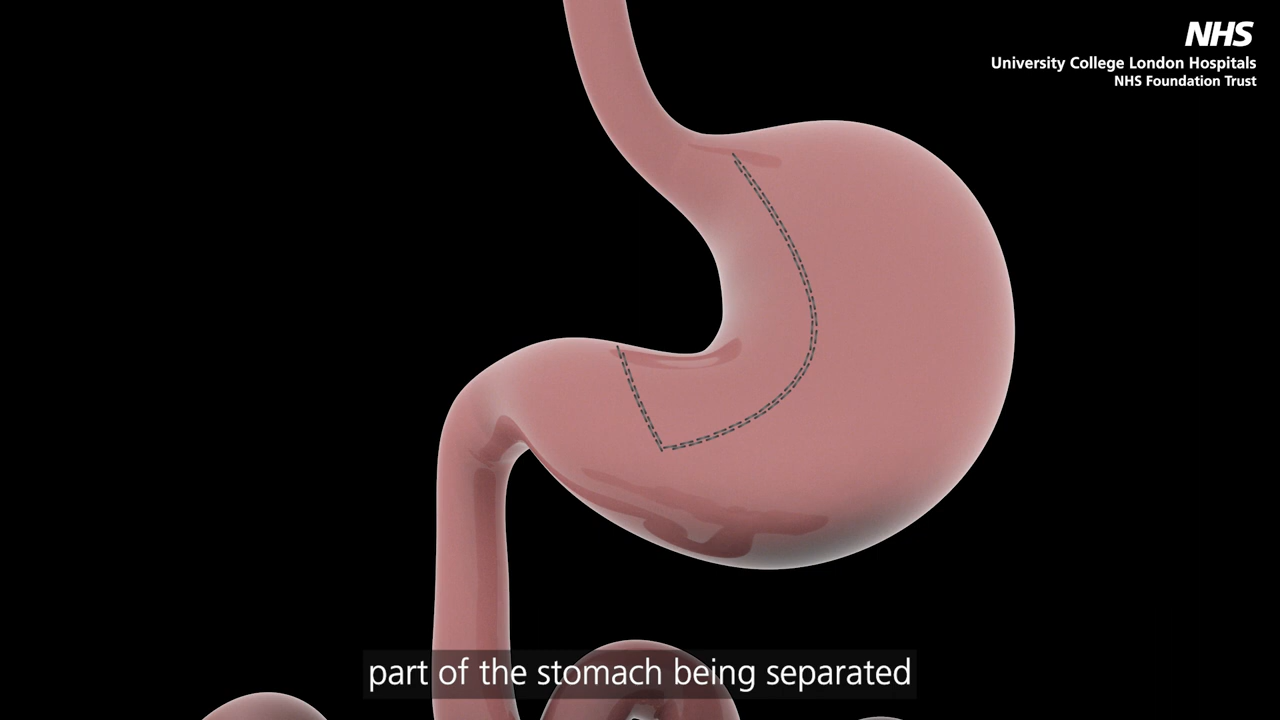 NHS
University College London Hospitals
NHS Foundation Trust
part of the stomach being separated